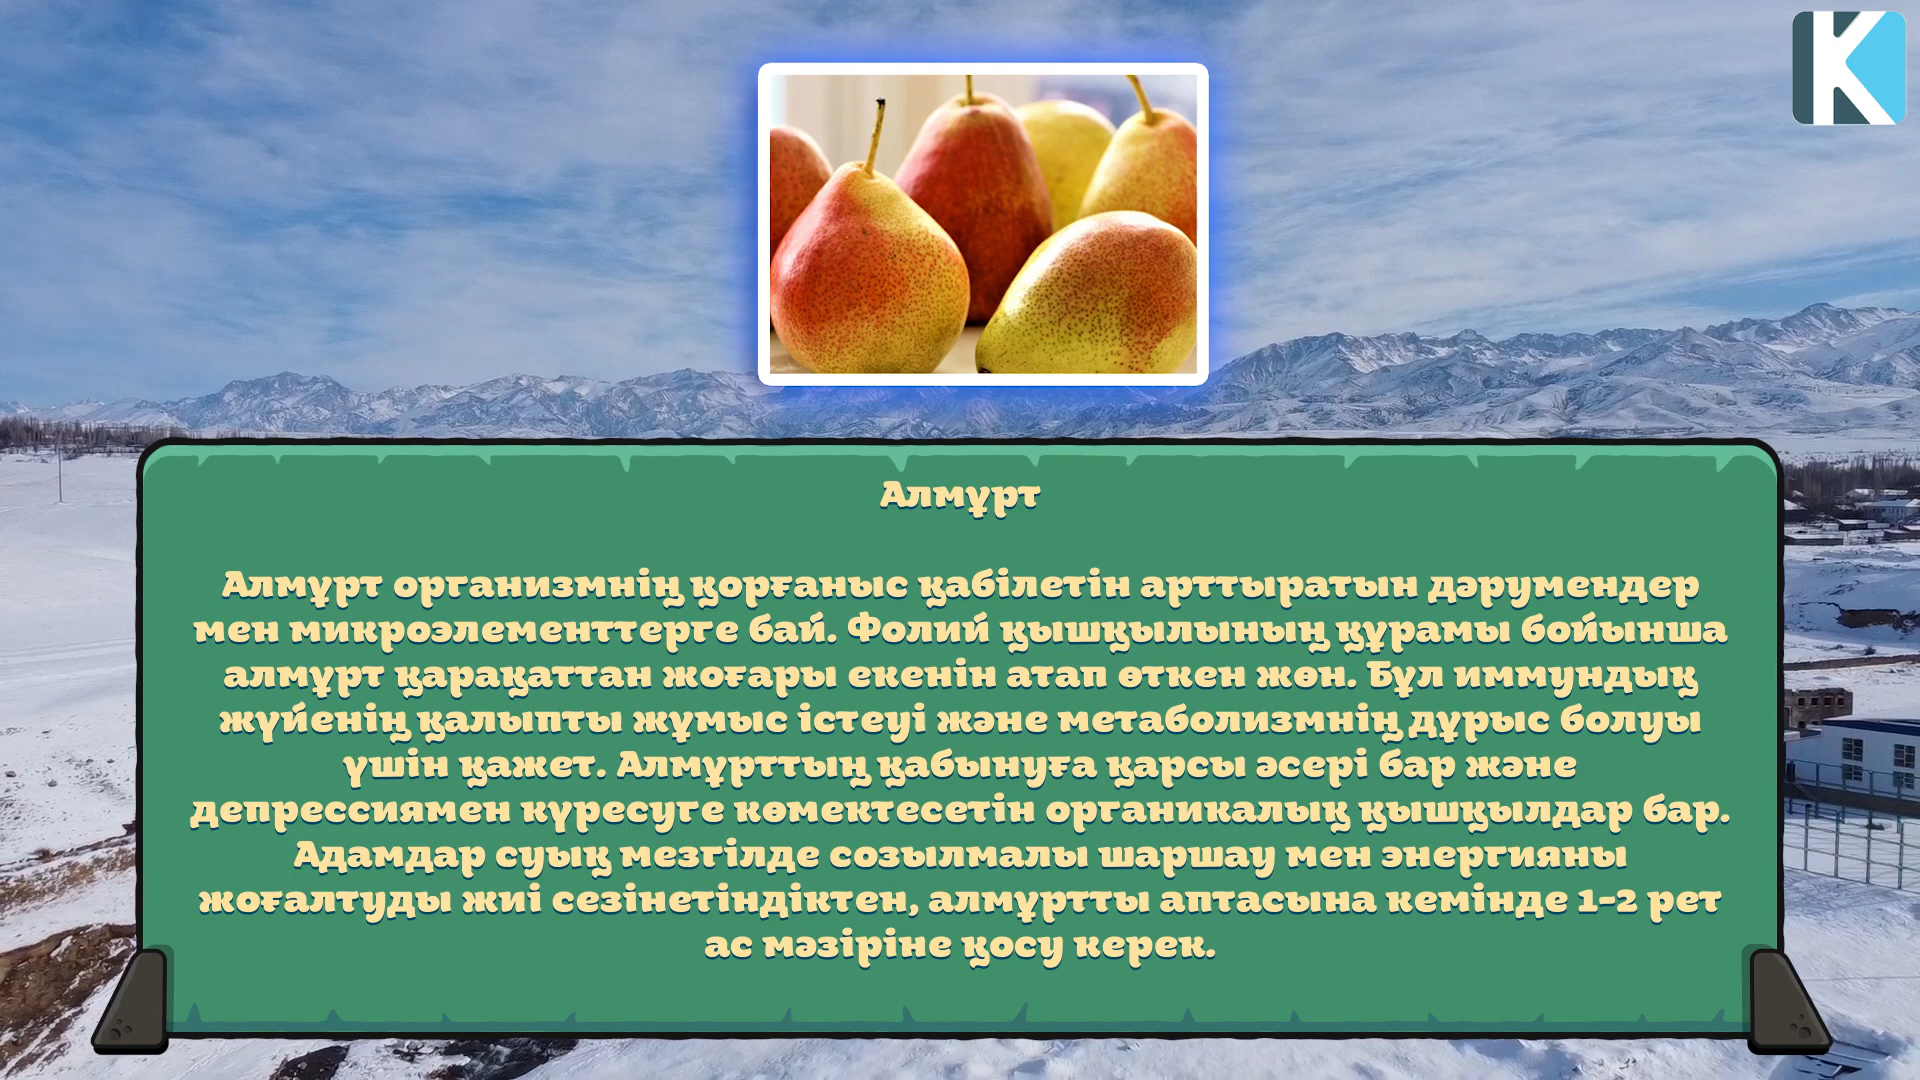 K
Алмұрт
Алмұрт организмнің қорғаныс қабілетін арттыратын дәрумендер
мен микроэлементтерге бай. Фолий қышқылының құрамы бойынша
алмұрт қарақаттан жоғары екенін атап өткен жөн. Бұл иммундық
жүйенің қалыпты жұмыс істеуі және метаболизмнің дұрыс болуы
үшін қажет. Алмұрттың қабынуға қарсы әсері бар және
депрессиямен күресуге көмектесетін органикалық қышқылдар бар.
Адамдар суық мезгілде созылмалы шаршау мен энергияны
жоғалтуды жиі сезінетіндіктен, алмұртты аптасына кемінде 1-2 рет
ас мәзіріне қосу керек.